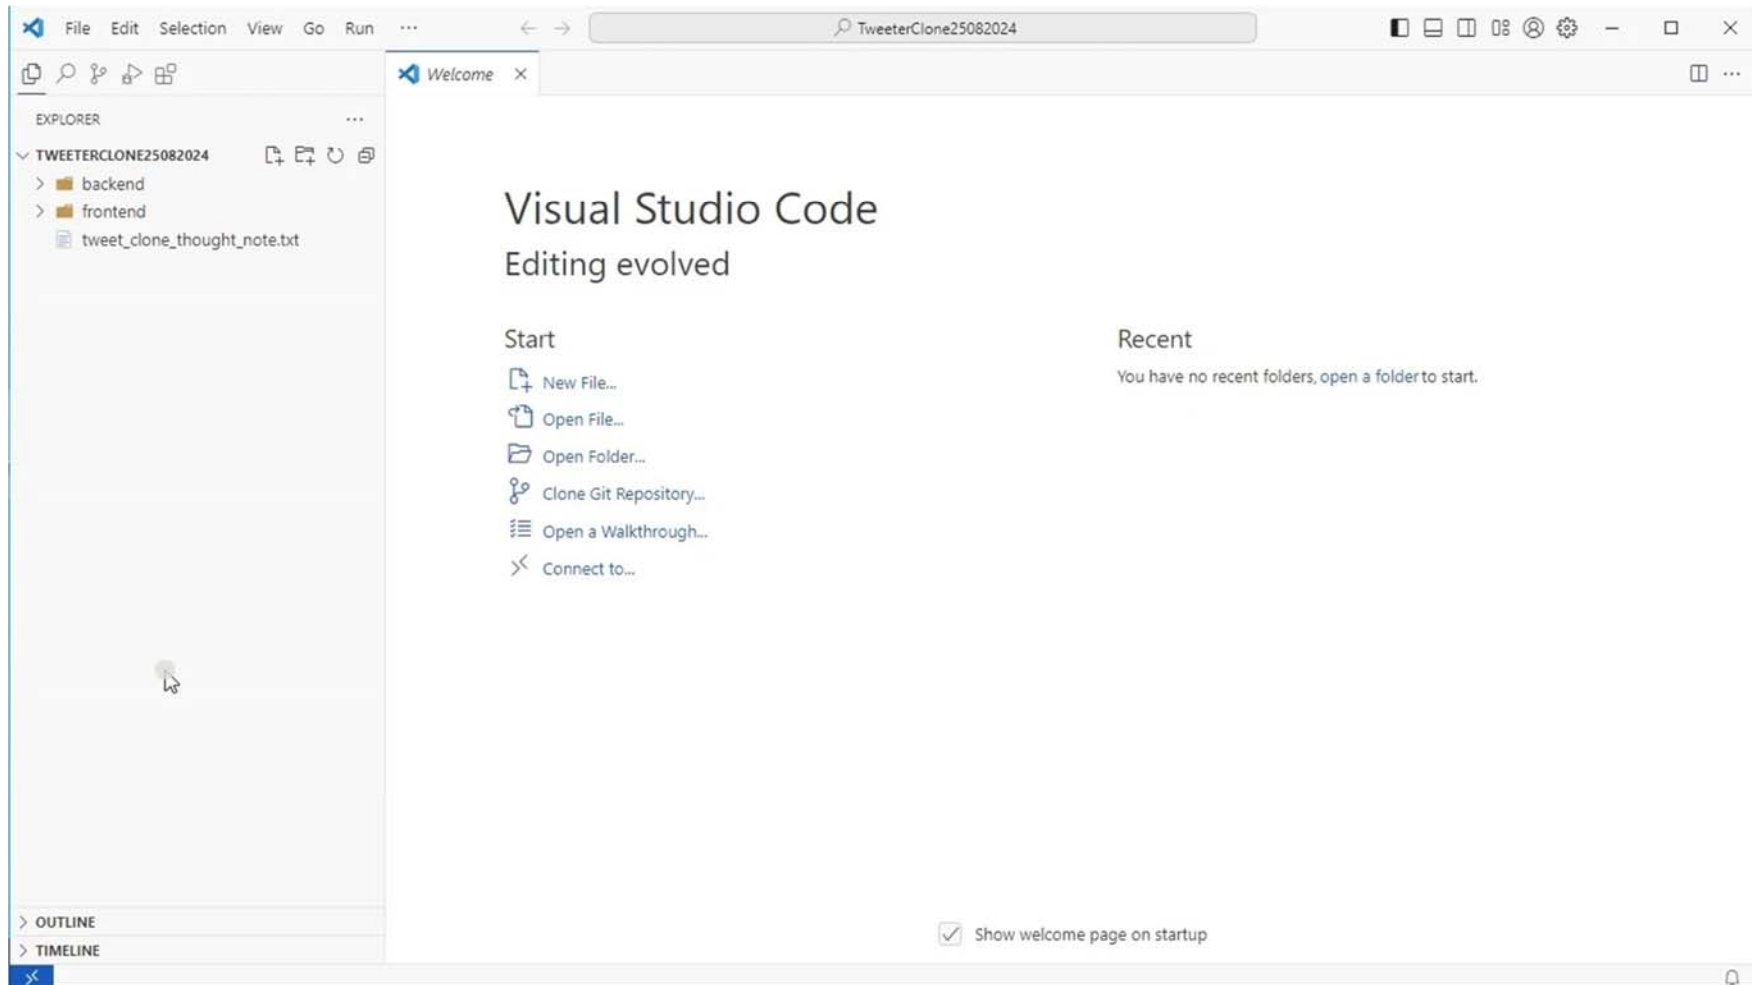 File Edit Selection View Go Run ···
TweeterClone25082024
Welcome
EXPLORER
TWEETERCLONE25082024
backend
frontend
tweet_clone_thought_note.txt
Visual Studio Code
Editing evolved
Start
New File...
Open File...
Open Folder...
Clone Git Repository...
Open a Walkthrough...
Connect to...
Recent
You have no recent folders, open a folder to start.
OUTLINE
TIMELINE
Show welcome page on startup